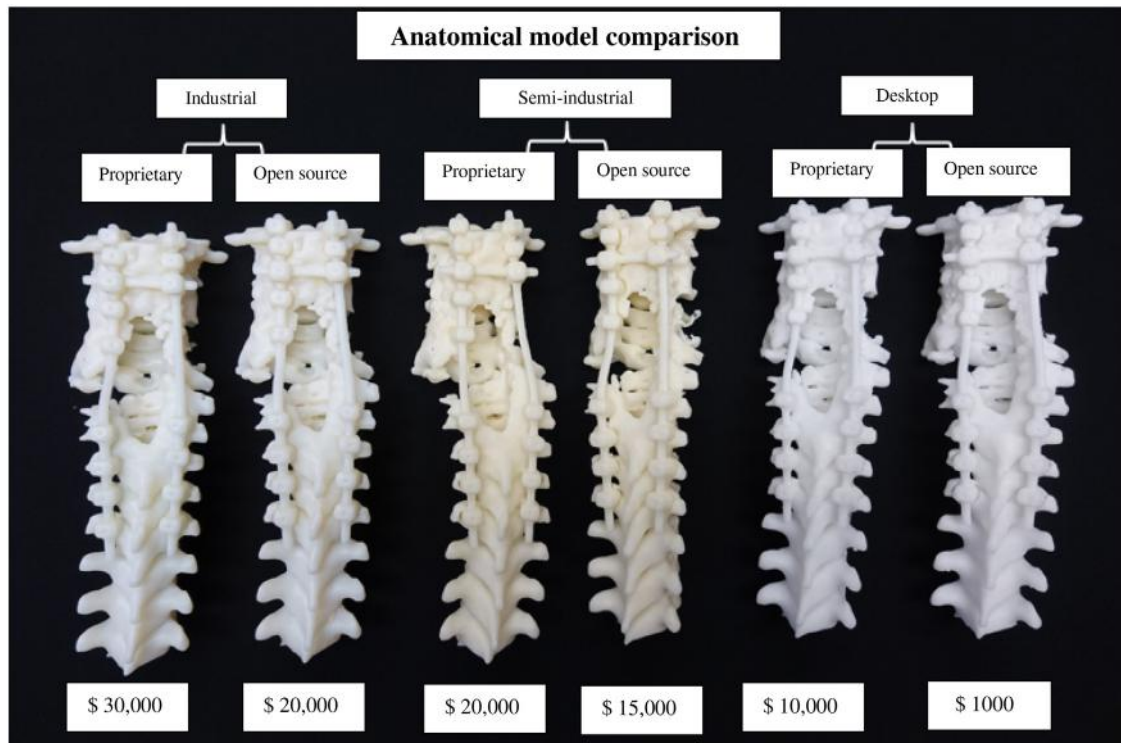 Anatomical model comparison
Industrial
Semi-industrial
Desktop
Proprietary
Open source
Proprietary
Open source
Proprietary
Open source
$ 30,000
$ 20,000
$ 20,000
$ 15,000
$ 10,000
$ 1000